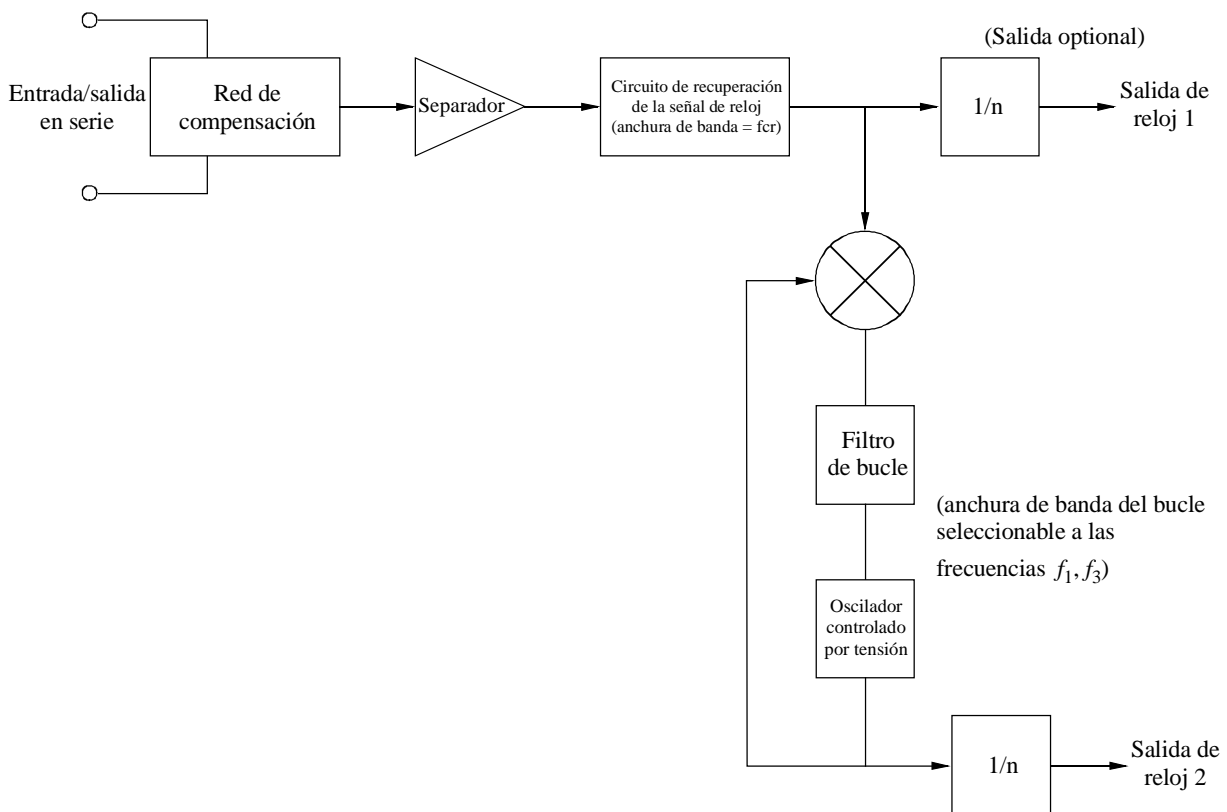 (Salida optional)
Entrada/salida
en serie
Red de
compensación
Separador
Circuito de recuperación
de la señal de reloj
(anchura de banda = fcr)
1/n
Salida de
reloj 1
Filtro
de bucle
(anchura de banda del bucle
seleccionable a las
frecuencias f1, f3)
Oscilador
controlado
por tensión
1/n
Salida de
reloj 2